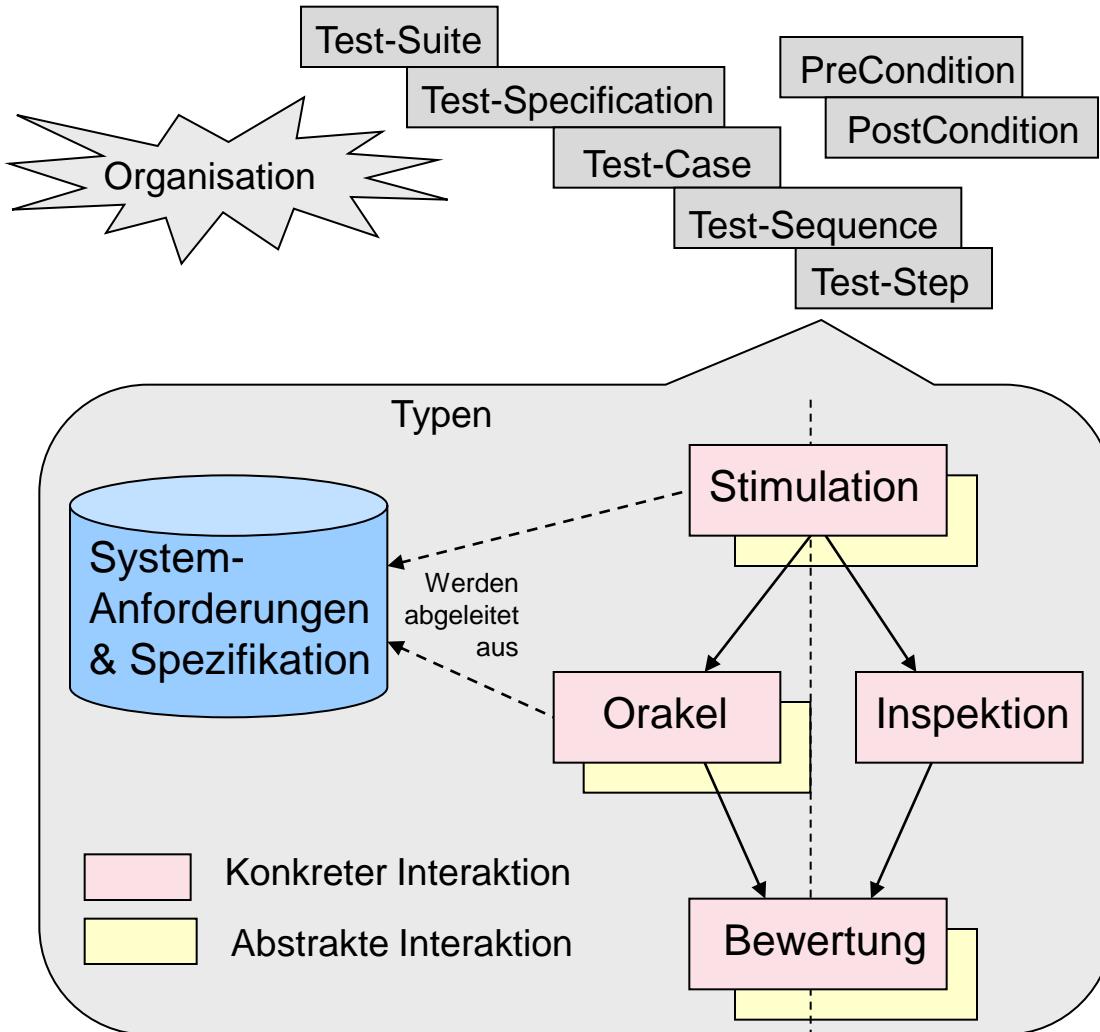 Test-Suite
Test-Specification
Test-Case
Test-Sequence
Test-Step
PreCondition
PostCondition
Organisation
Typen
Stimulation
System-
Anforderungen
& Spezifikation
Werden
abgeleitet
aus
Orakel
Inspektion
Konkreter Interaktion
Abstrakte Interaktion
Bewertung